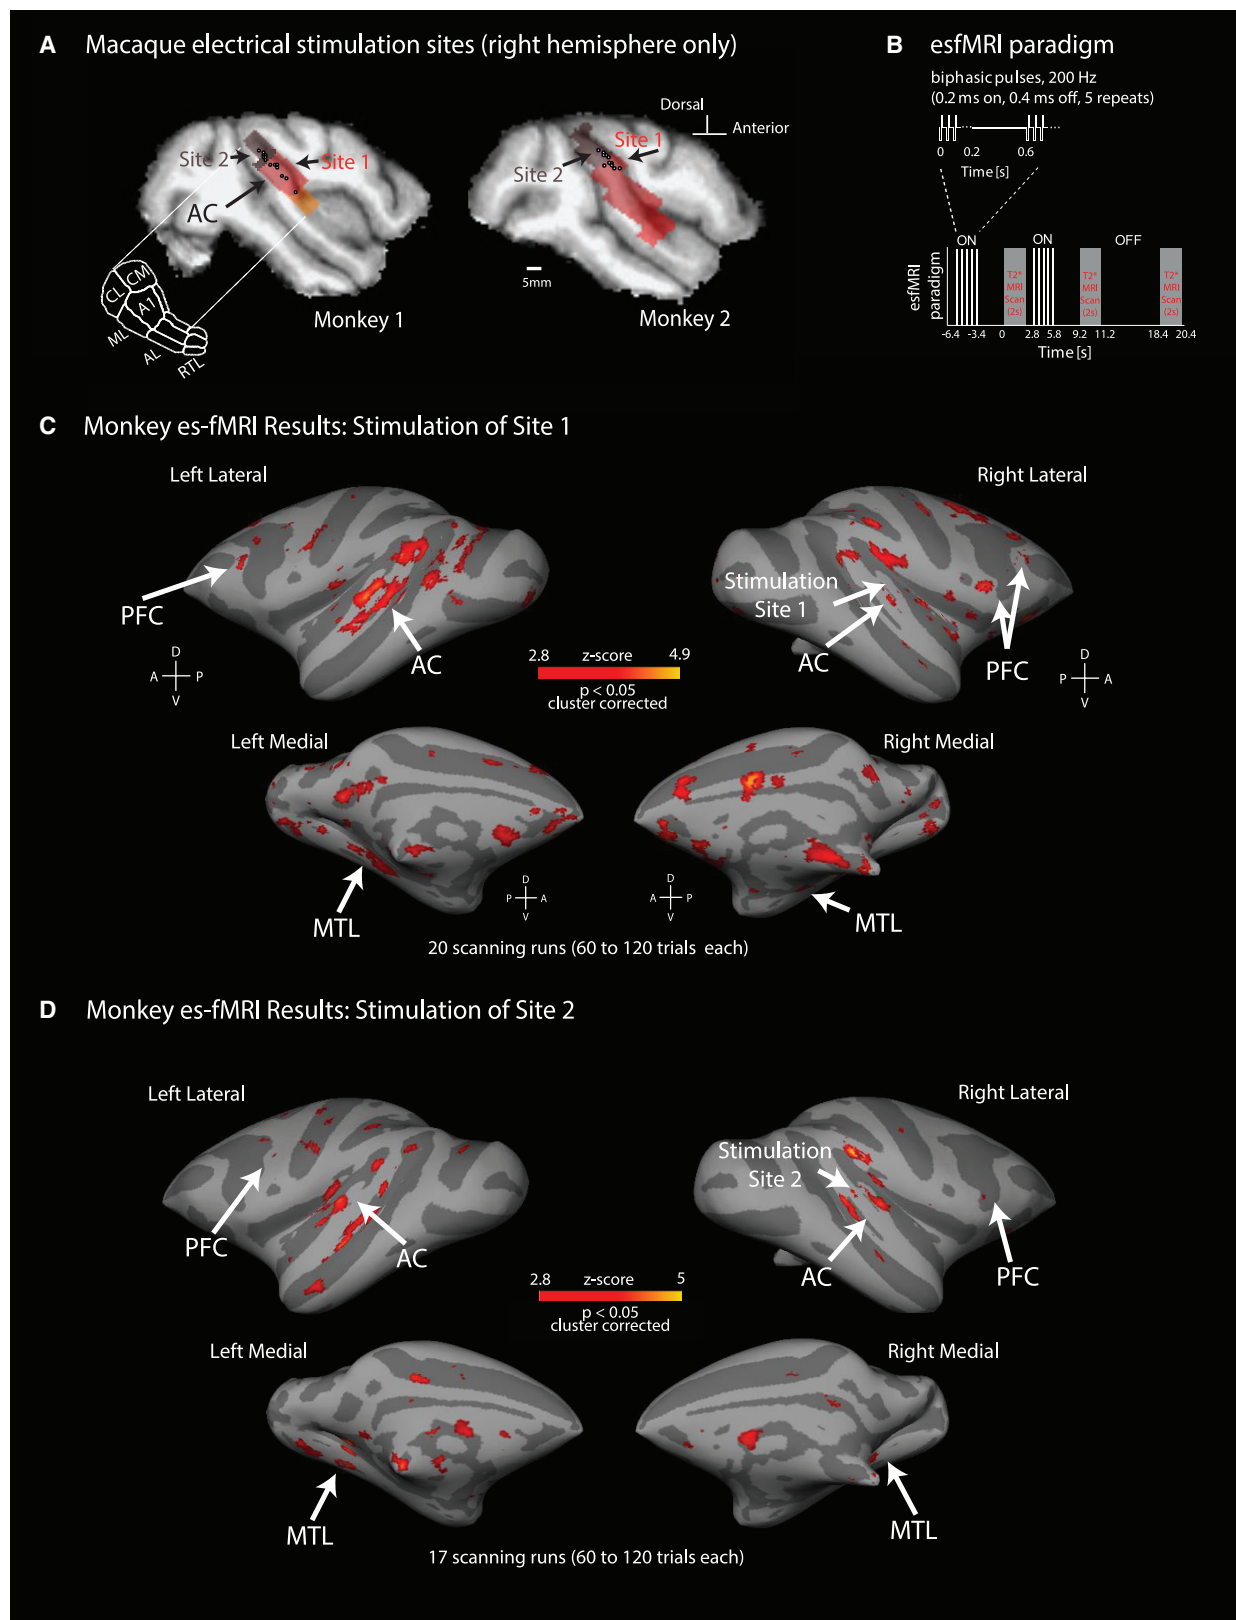 A Macaque electrical stimulation sites (right hemisphere only)
Site 2
Site 1
AC
Monkey 1
CL
CM
A1
ML
AL
RTL
Dorsal
Anterior
Site 1
Site 2
5mm
Monkey 2
B esfMRI paradigm
biphasic pulses, 200 Hz
(0.2 ms on, 0.4 ms off, 5 repeats)
0 0.2 0.6
Time [s]
ON ON OFF
esfMRI
paradigm
T2*
MRI
Scan
(2s)
T2*
MRI
Scan
(2s)
T2*
MRI
Scan
(2s)
-6.4 -3.4 0 2.8 5.8 9.2 11.2 18.4 20.4
Time [s]
C Monkey es-fMRI Results: Stimulation of Site 1
Left Lateral
Right Lateral
PFC
AC
D
A P
V
Stimulation
Site 1
AC
PFC
D
P A
V
2.8 z-score 4.9
p < 0.05
cluster corrected
Left Medial
Right Medial
MTL
D
P A
V
D
A P
V
MTL
20 scanning runs (60 to 120 trials each)
D Monkey es-fMRI Results: Stimulation of Site 2
Left Lateral
Right Lateral
PFC
AC
Stimulation
Site 2
AC
PFC
2.8 z-score 5
p < 0.05
cluster corrected
Left Medial
Right Medial
MTL
MTL
17 scanning runs (60 to 120 trials each)